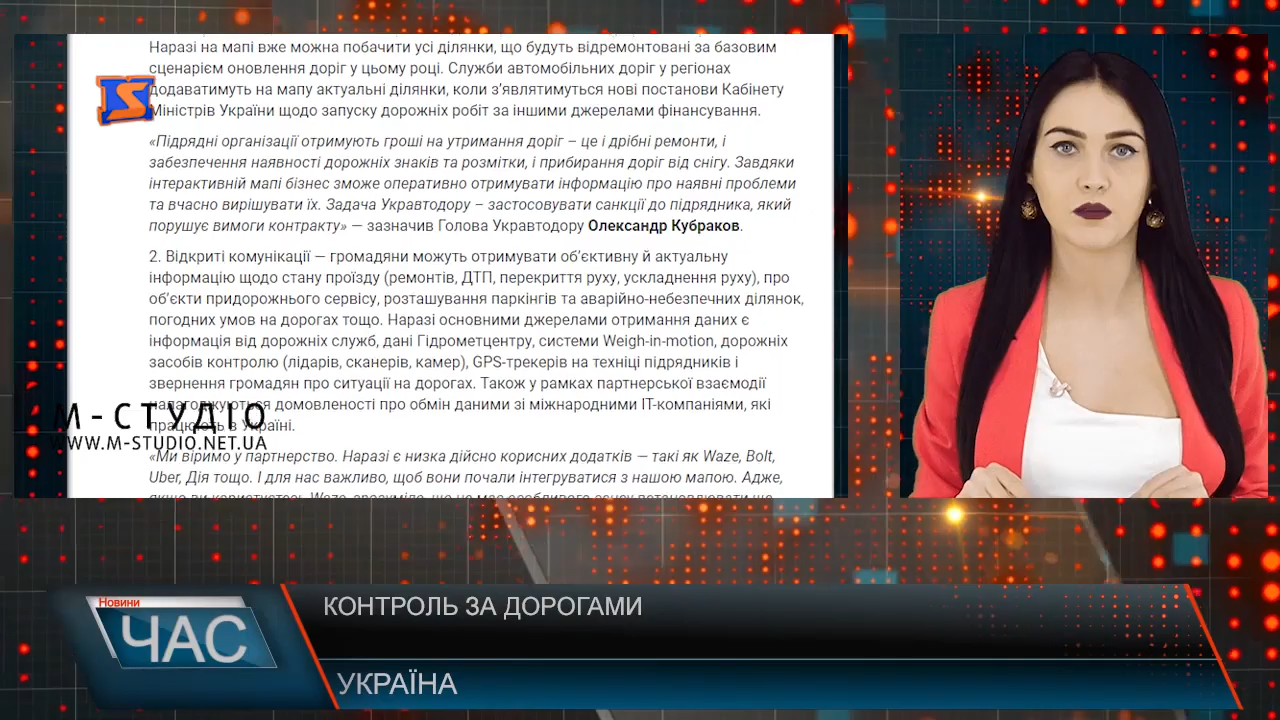 Наразі на мапі вже можна побачити усі ділянки, що будуть відремонтовані за базовим
сценарієм оновлення доріг у цьому році. Служби автомобільних доріг у регіонах
додаватимуть на мапу актуальні ділянки, коли з’являтимуться нові постанови Кабінету
Міністрів України щодо запуску дорожніх робіт за іншими джерелами фінансування.
«Підрядні організації отримують гроші на утримання доріг – це і дрібні ремонти, і
забезпечення наявності дорожніх знаків та розмітки, і прибирання доріг від снігу. Завдяки
інтерактивній мапі бізнес зможе оперативно отримувати інформацію про наявні проблеми
та вчасно вирішувати їх. Задача Укравтодору – застосовувати санкції до підрядника, який
порушує вимоги контракту» — зазначив Голова Укравтодору Олександр Кубраков.
2. Відкриті комунікації — громадяни можуть отримувати об’єктивну й актуальну
інформацію щодо стану проїзду (ремонтів, ДТП, перекриття руху, ускладнення руху), про
об’єкти придорожнього сервісу, розташування паркінгів та аварійно-небезпечних ділянок,
погодних умов на дорогах тощо. Наразі основними джерелами отримання даних є
інформація від дорожніх служб, дані Гідрометцентру, системи Weigh-in-motion, дорожніх
засобів контролю (лідарів, сканерів, камер), GPS-трекерів на техніці підрядників і
звернення громадян про ситуації на дорогах. Також у рамках партнерської взаємодії
налагоджуються домовленості про обмін даними зі міжнародними IT-компаніями, які
працюють в Україні.
М-СТУДІО
WWW.M-STUDIO.NET.UA
«Ми віримо у партнерство. Наразі є низка дійсно корисних додатків — такі як Waze, Bolt,
Uber, Дія тощо. І для нас важливо, щоб вони почали інтегруватися з нашою мапою. Адже,
Новини
ЧАС
КОНТРОЛЬ ЗА ДОРОГАМИ
УКРАЇНА